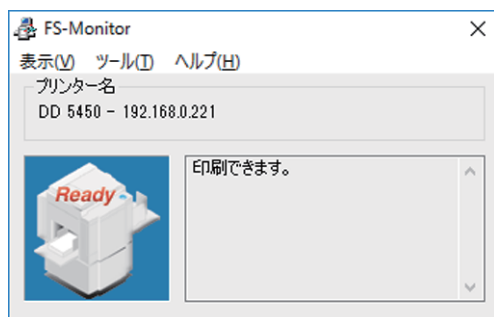 FS-Monitor
表示(V) ツール(T) ヘルプ(H)
プリンター名
DD 5450 - 192.168.0.221
Ready
印刷できます。